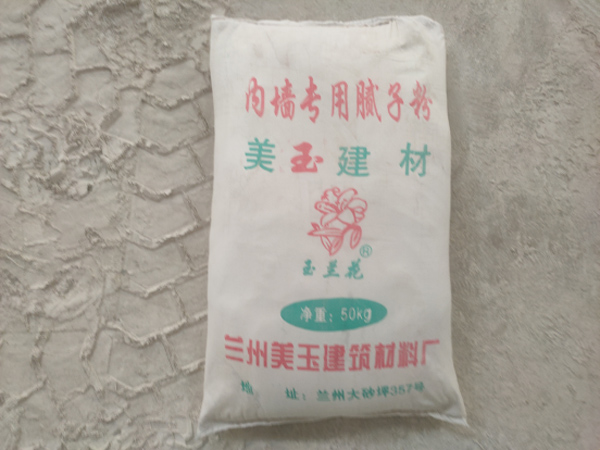 内墙专用腻子粉
美玉建材
®
玉兰花
净重：50kg
兰州美玉建筑材料厂
地 址：兰州大砂坪357号